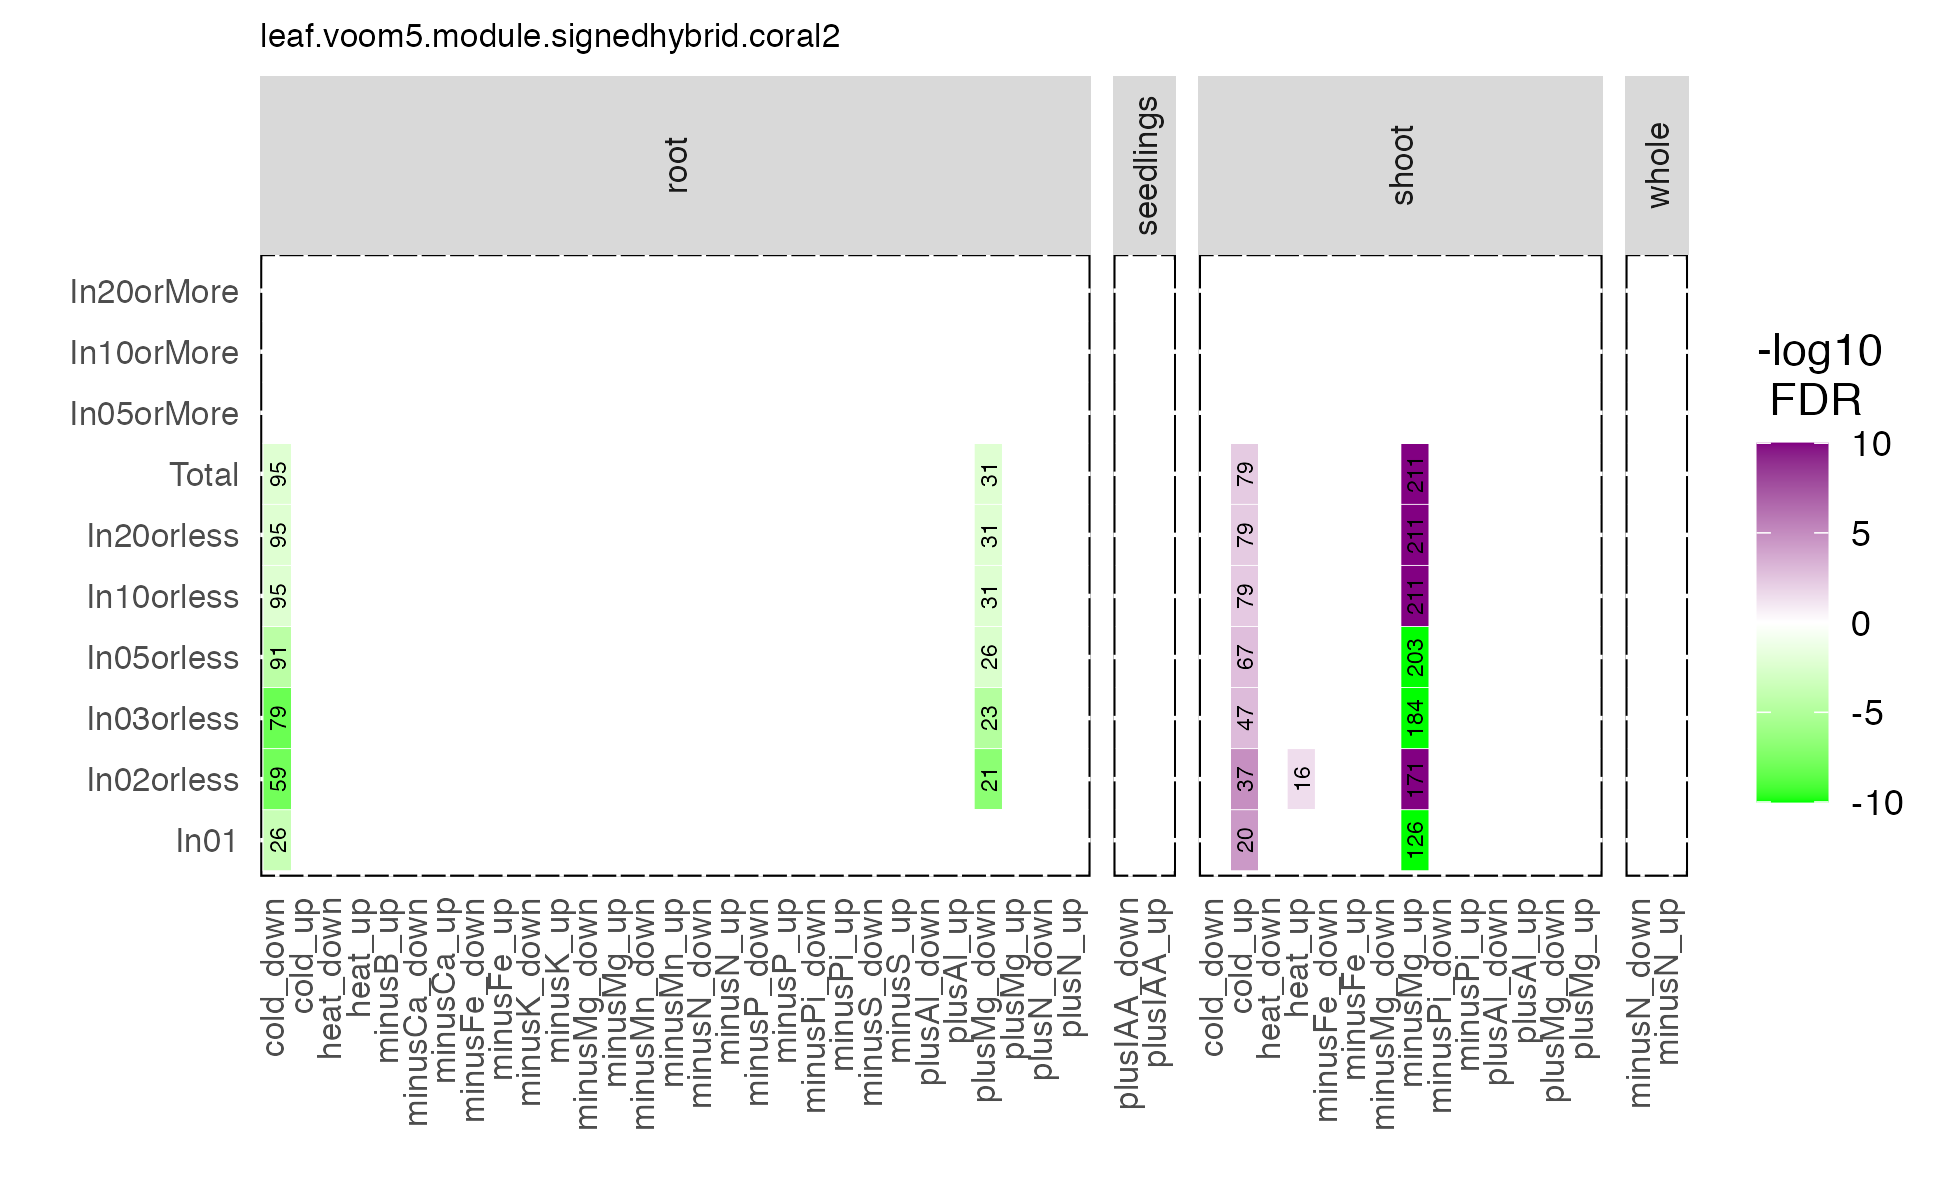 leaf.voom5.module.signedhybrid.coral2
root
seedlings
shoot
whole
In20orMore
In10orMore
In05orMore
Total 95 31 79 211
In20orless 95 31 79 211
In10orless 95 31 79 211
In05orless 91 26 67 203
In03orless 79 23 47 184
In02orless 59 21 37 16 171
In01 26 20 126
cold_down
cold_up
heat_down
heat_up
minusB_up
minusCa_down
minusCa_up
minusFe_down
minusFe_up
minusK_down
minusK_up
minusMg_down
minusMg_up
minusMn_down
minusMn_up
minusN_down
minusN_up
minusP_down
minusP_up
minusPi_down
minusPi_up
minusS_down
minusS_up
plusAl_down
plusAl_up
plusMg_down
plusMg_up
plusN_down
plusN_up
plusIAA_down
plusIAA_up
cold_down
cold_up
heat_down
heat_up
minusFe_down
minusFe_up
minusMg_down
minusMg_up
minusPi_down
minusPi_up
plusAl_down
plusAl_up
plusMg_down
plusMg_up
minusN_down
minusN_up
-log10
FDR
10
5
0
-5
-10